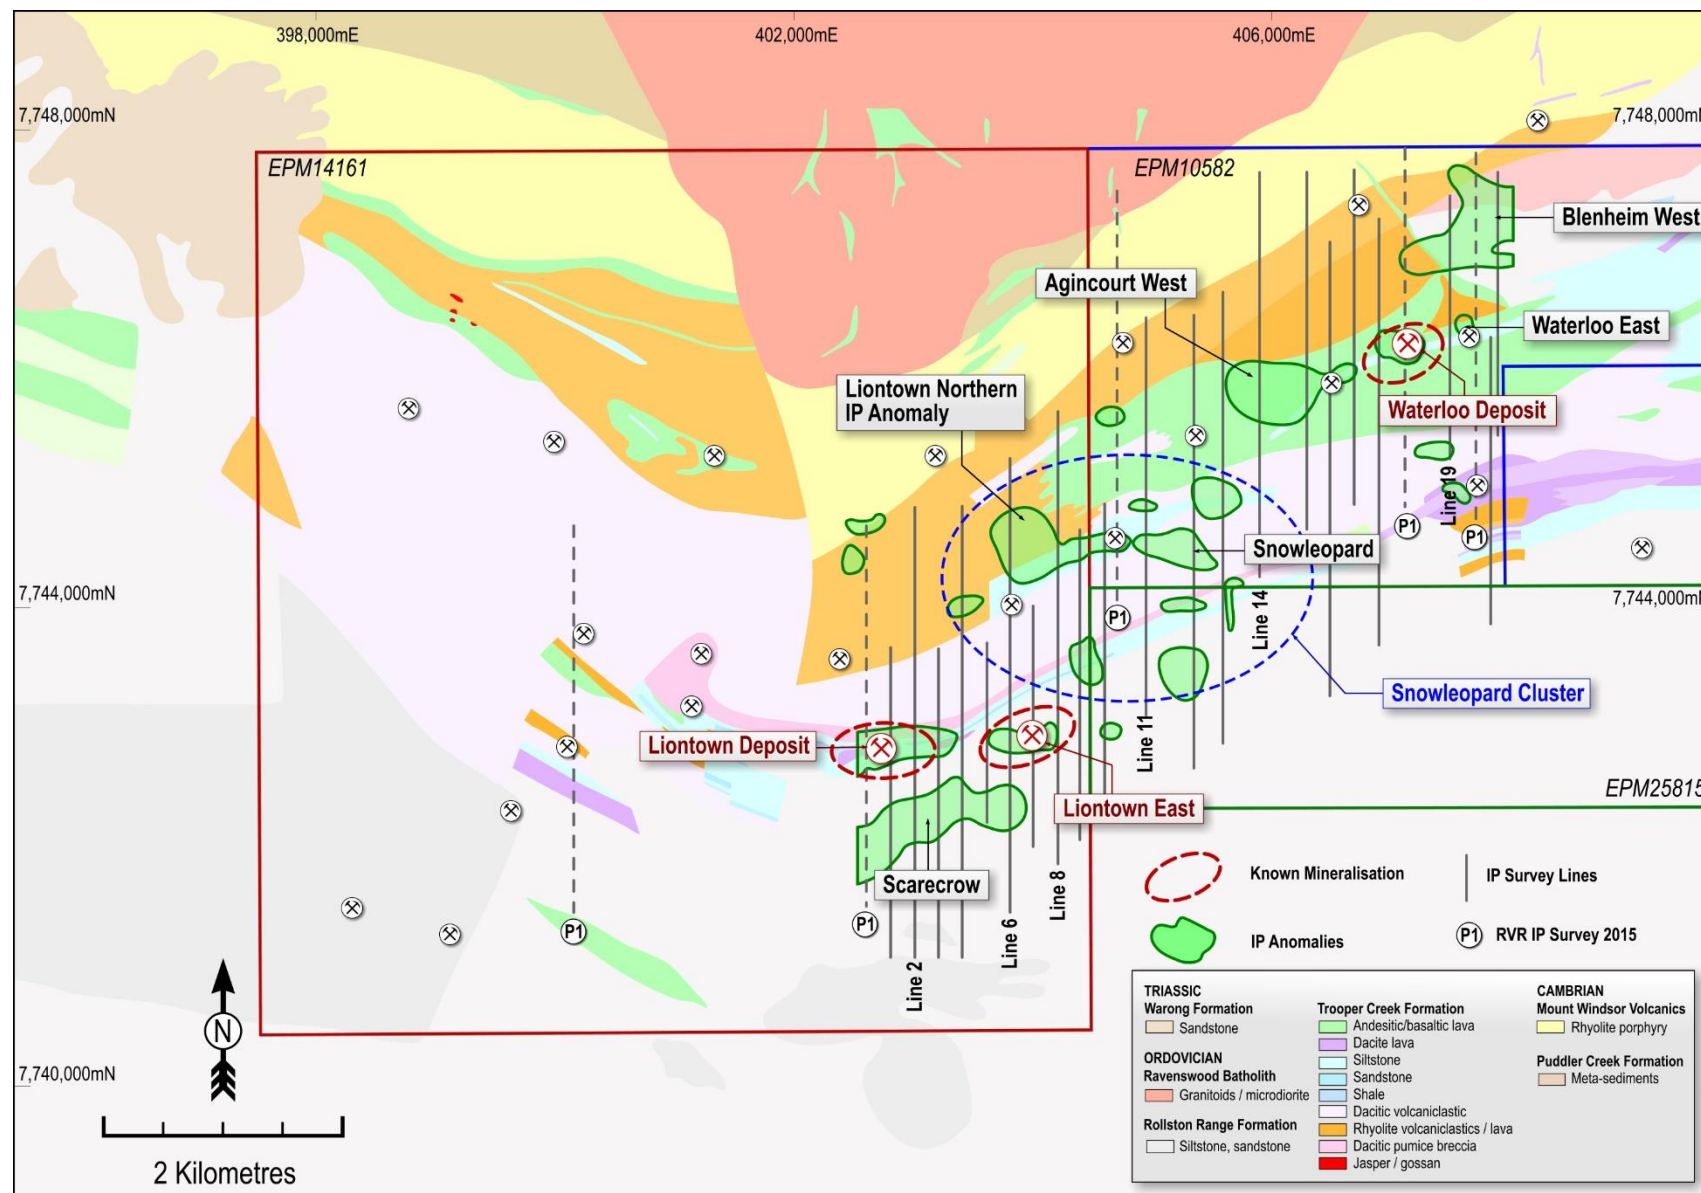 398,000mE
402,000mE
406,000mE
7,748,000mN
7,748,000mN
EPM14161
EPM10582
Blenheim West
Agincourt West
Waterloo East
Liontown Northern
IP Anomaly
Waterloo Deposit
Line 19
P1
P1
Snowleopard
7,744,000mN
7,744,000mN
P1
Line 14
Snowleopard Cluster
Line 11
Liontown Deposit
Liontown East
EPM25815
Scarecrow
Line 8
Line 6
Line 2
P1
P1
Known Mineralisation
IP Survey Lines
IP Anomalies
P1
RVR IP Survey 2015
N
7,740,000mN
2 Kilometres
TRIASSIC
Warong Formation
Sandstone
ORDOVICIAN
Ravenswood Batholith
Granitoids / microdiorite
Rollston Range Formation
Siltstone, sandstone
Trooper Creek Formation
Andesitic/basaltic lava
Dacite lava
Siltstone
Sandstone
Shale
Dacitic volcaniclastic
Rhyolite volcaniclastics / lava
Dacitic pumice breccia
Jasper / gossan
CAMBRIAN
Mount Windsor Volcanics
Rhyolite porphyry
Puddler Creek Formation
Meta-sediments